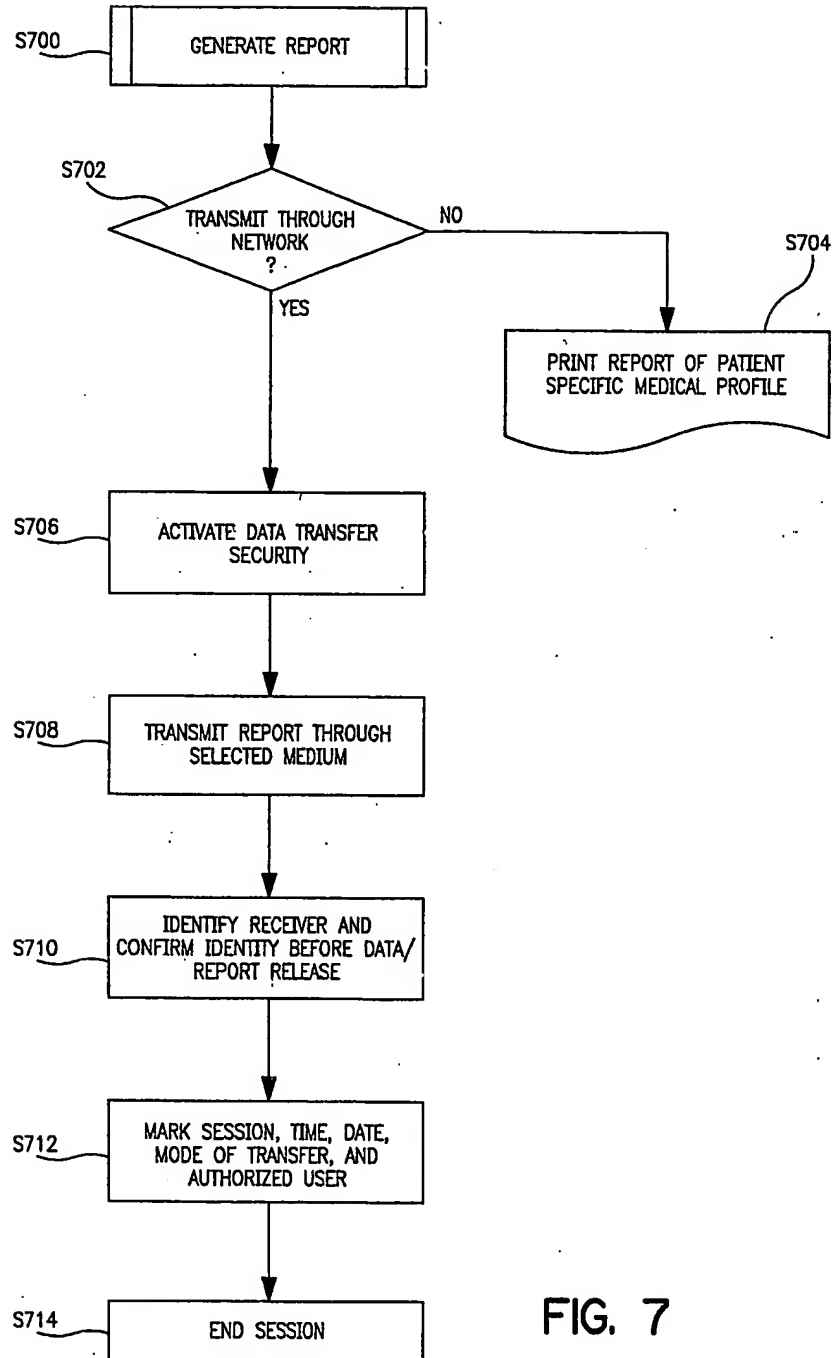 S700
GENERATE REPORT
S702
TRANSMIT THROUGH
NETWORK
?
NO
YES
S704
PRINT REPORT OF PATIENT
SPECIFIC MEDICAL PROFILE
S706
ACTIVATE DATA TRANSFER
SECURITY
S708
TRANSMIT REPORT THROUGH
SELECTED MEDIUM
S710
IDENTIFY RECEIVER AND
CONFIRM IDENTITY BEFORE DATA/
REPORT RELEASE
S712
MARK SESSION, TIME, DATE,
MODE OF TRANSFER, AND
AUTHORIZED USER
S714
END SESSION
FIG. 7